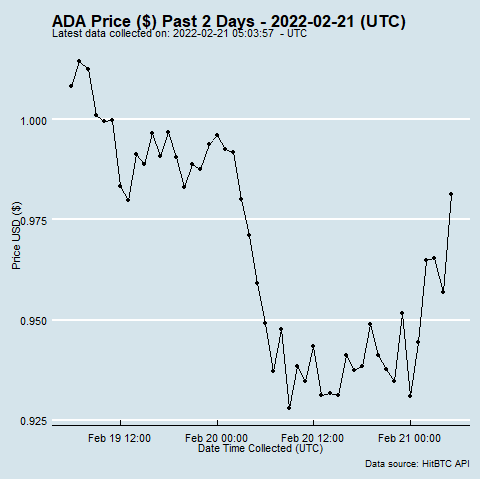 ADA Price ($) Past 2 Days - 2022-02-21 (UTC)
Latest data collected on: 2022-02-21 05:03:57 - UTC
1.000
0.975
0.950
0.925
Price USD ($)
Feb 19 12:00 Feb 20 00:00 Feb 20 12:00 Feb 21 00:00
Date Time Collected (UTC)
Data source: HitBTC API